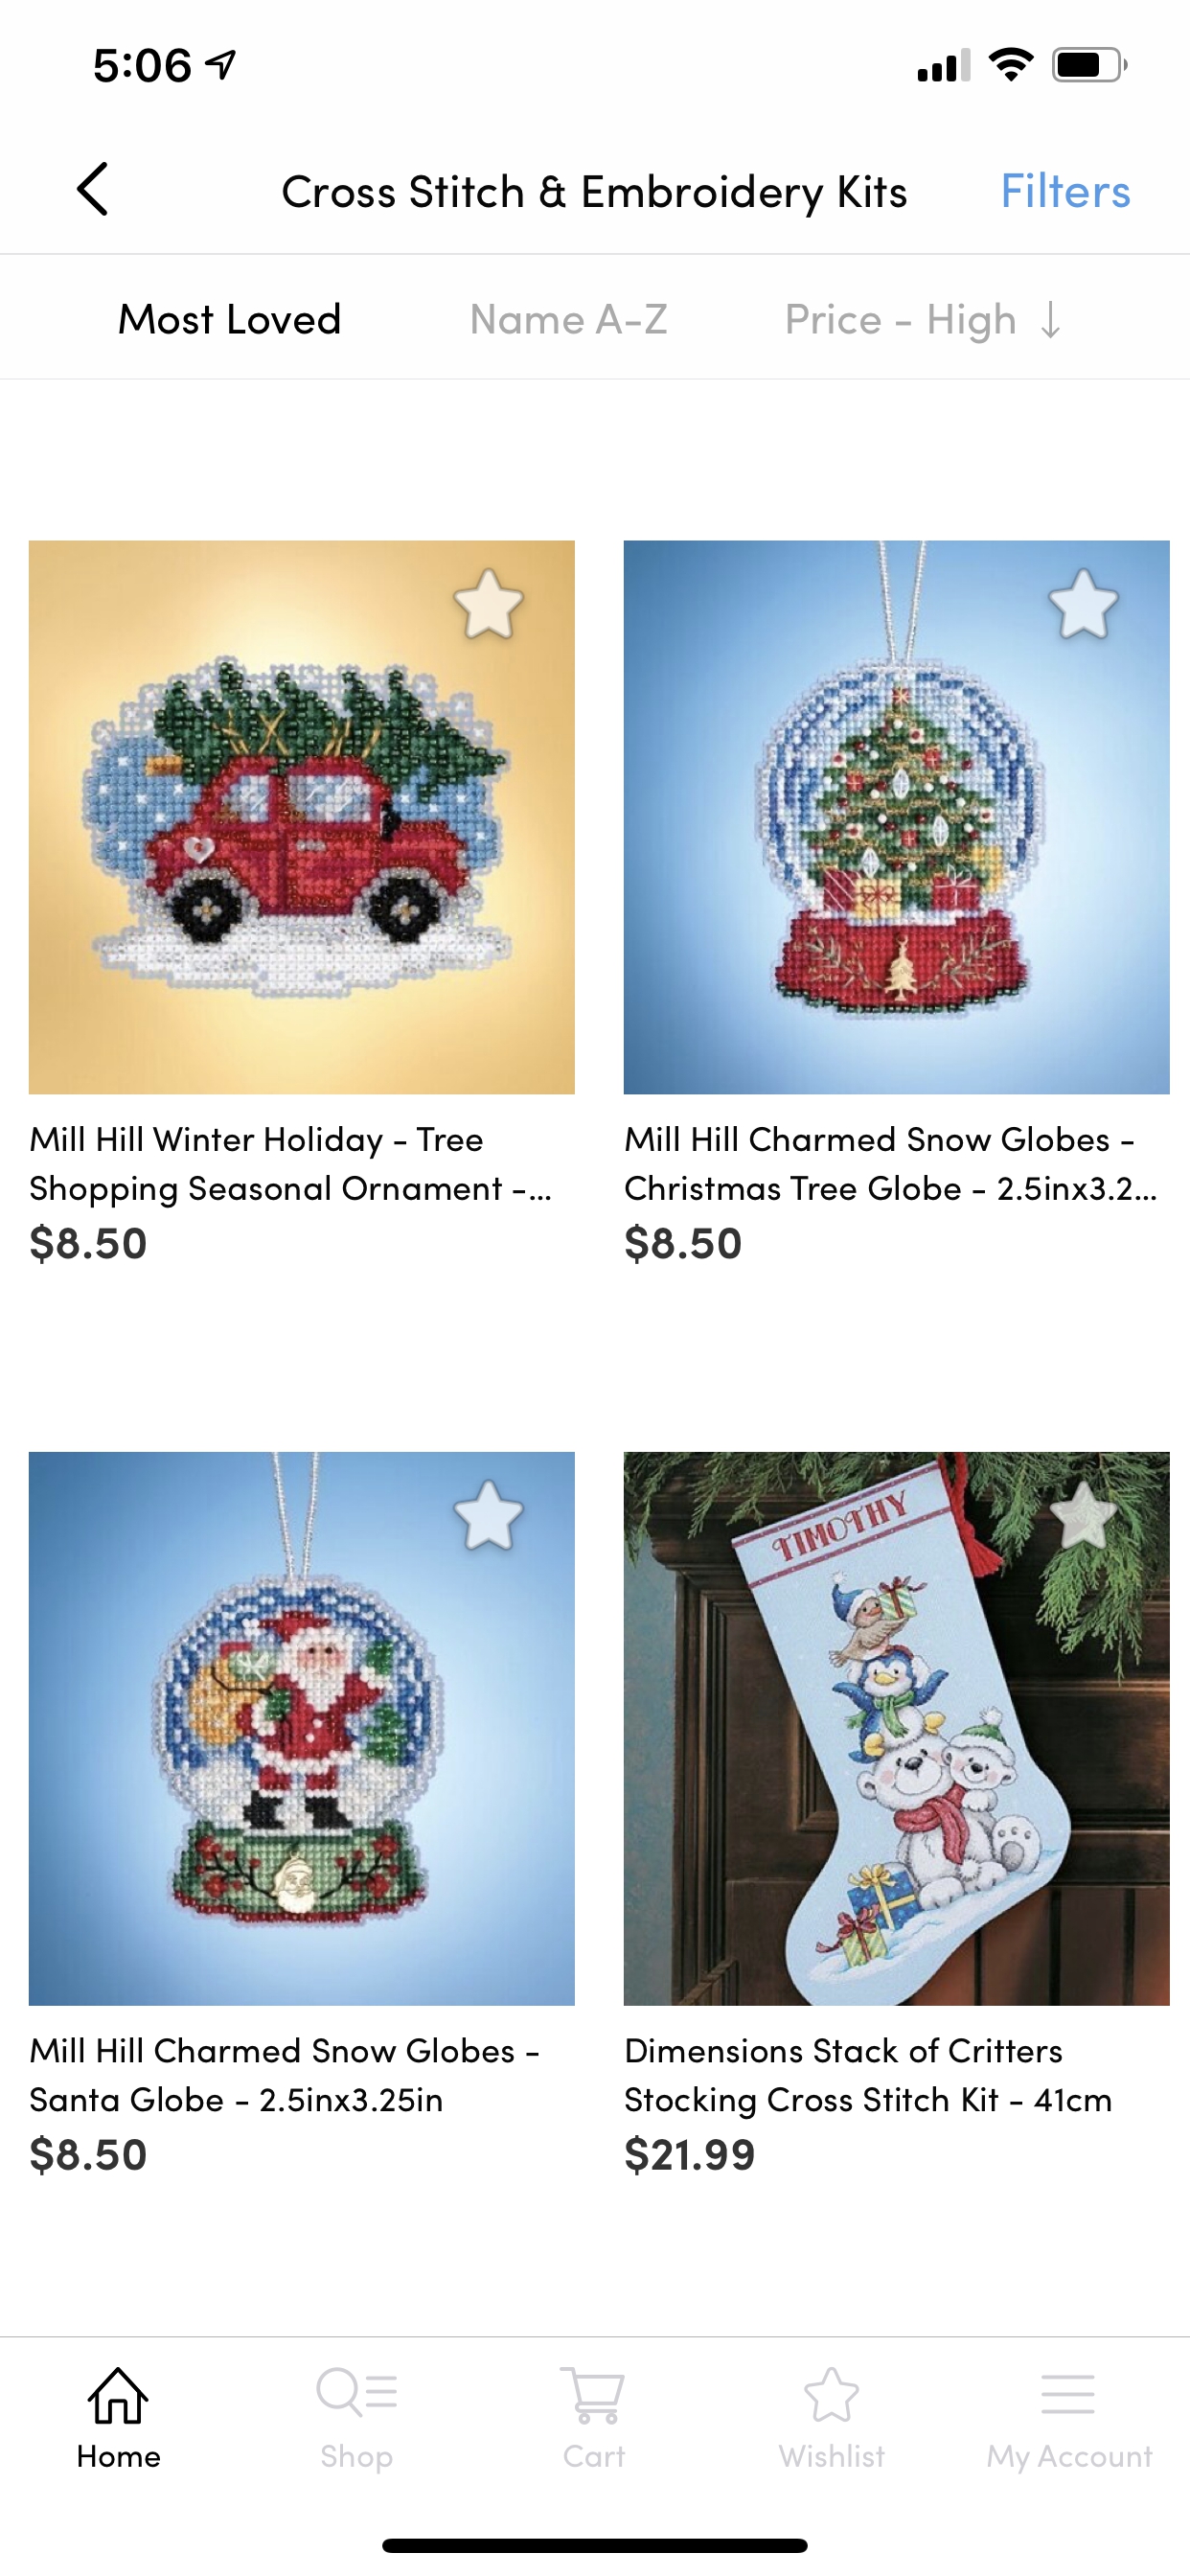 5:06
Cross Stitch & Embroidery Kits
Filters
Most Loved
Name A-Z
Price - High ↓
Mill Hill Winter Holiday - Tree
Shopping Seasonal Ornament -...
$8.50
Mill Hill Charmed Snow Globes -
Christmas Tree Globe - 2.5inx3.2...
$8.50
TIMOTHY
Mill Hill Charmed Snow Globes -
Santa Globe - 2.5inx3.25in
$8.50
Dimensions Stack of Critters
Stocking Cross Stitch Kit - 41cm
$21.99
Home
Shop
Cart
Wishlist
My Account